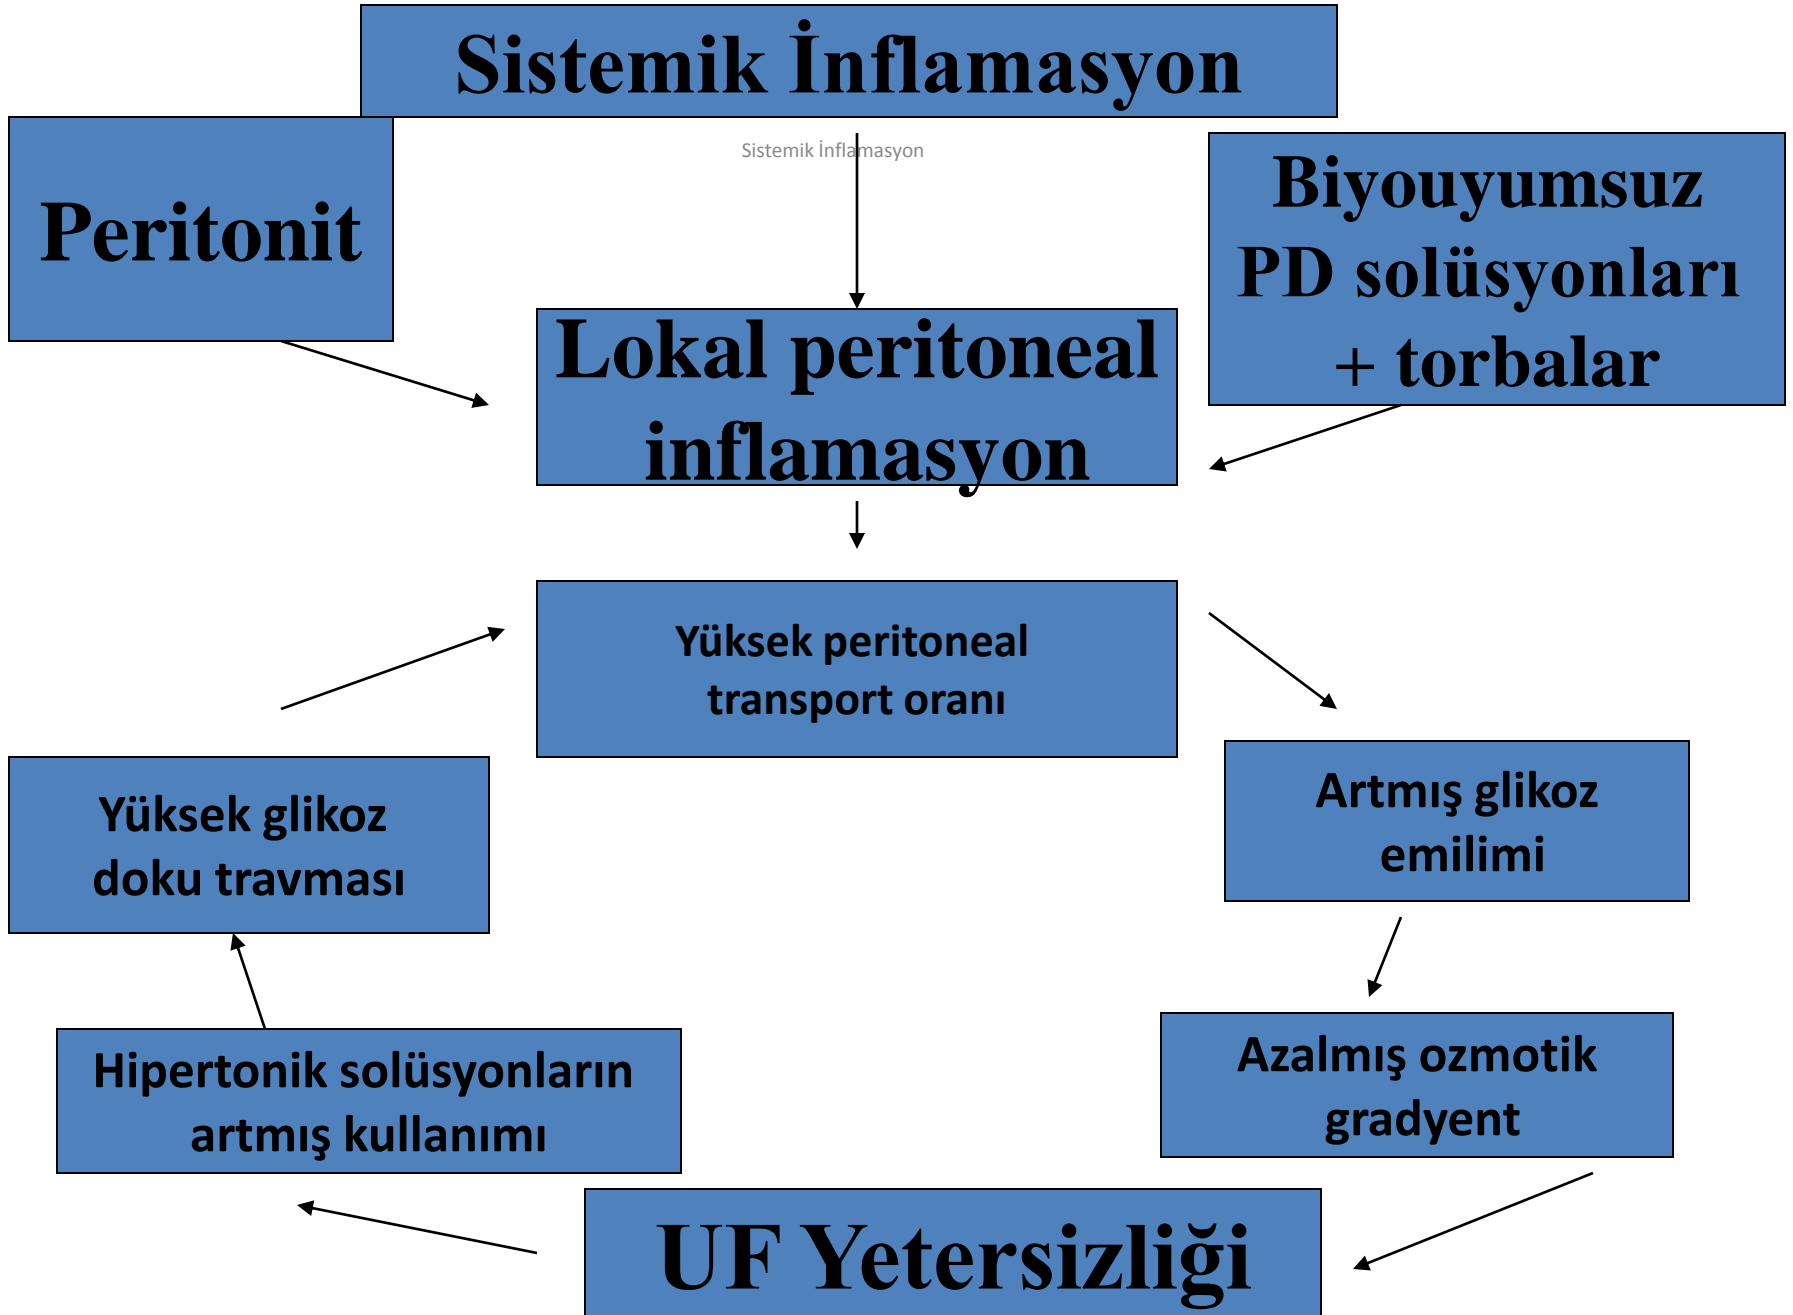 Sistemik İnflamasyon
Sistemik İnflamasyon
Peritonit
Biyouyumsuz
PD solüsyonları
+ torbalar
Lokal peritoneal
inflamasyon
Yüksek peritoneal
transport oranı
Yüksek glikoz
doku travması
Artmış glikoz
emilimi
Hipertonik solüsyonların
artmış kullanımı
Azalmış ozmotik
gradyent
UF Yetersizliği